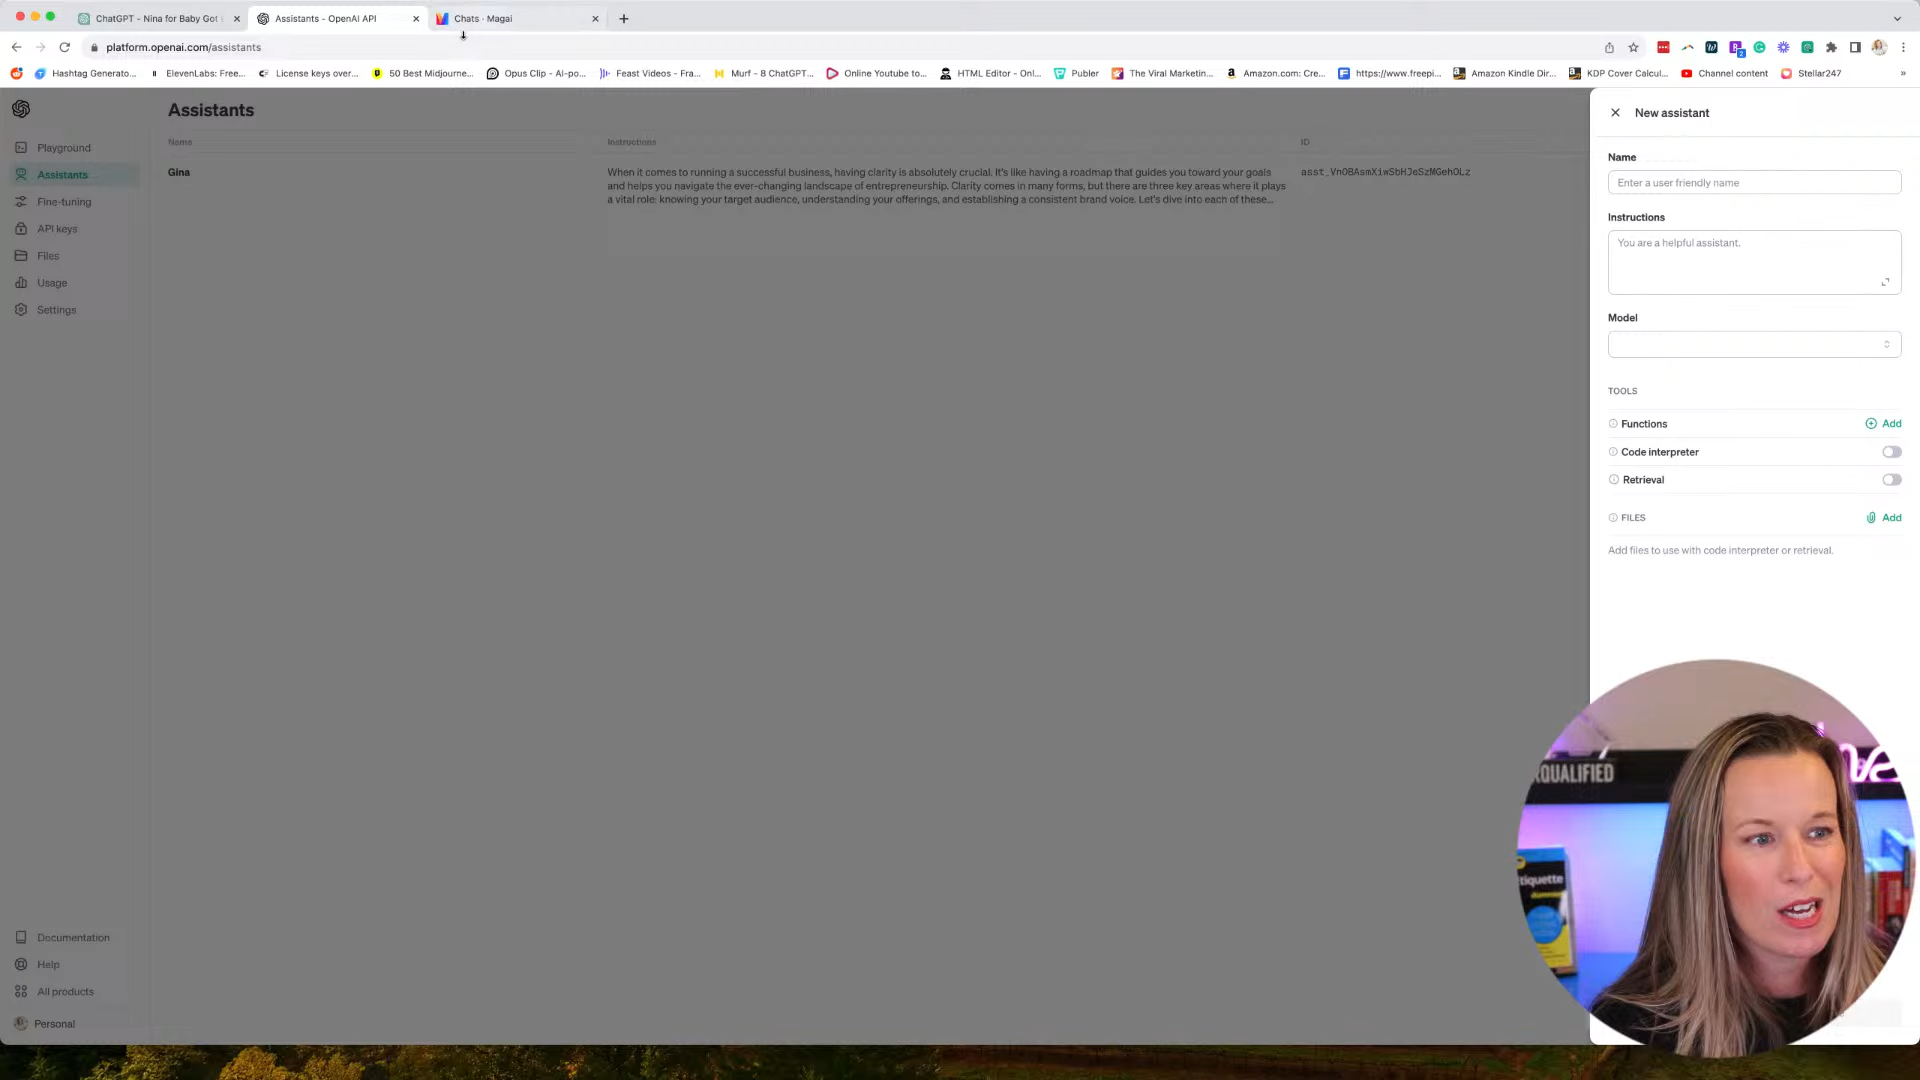 ChatGPT - Nina for Baby Got
Assistants - OpenAI API
Chats · Magai
platform.openai.com/assistants
2
Hashtag Generato...
ElevenLabs: Free...
License keys over...
50 Best Midjourne...
Opus Clip - AI-po...
Feast Videos - Fra...
Murf - 8 ChatGPT...
Online Youtube to...
HTML Editor - Onl...
Publer
The Viral Marketin...
Amazon.com: Cre...
https://www.freepi...
Amazon Kindle Dir...
KDP Cover Calcul...
Channel content
Stellar247
»
Playground
Assistants
Fine-tuning
API keys
Files
Usage
Settings
Documentation
Help
All products
Personal
Assistants
Name
Instructions
ID
Gina
When it comes to running a successful business, having clarity is absolutely crucial. It's like having a roadmap that guides you toward your goals
and helps you navigate the ever-changing landscape of entrepreneurship. Clarity comes in many forms, but there are three key areas where it plays
a vital role: knowing your target audience, understanding your offerings, and establishing a consistent brand voice. Let's dive into each of these...
asst_VnOBAsmXiwSbHJeSzMGehOLz
New assistant
Name
Enter a user friendly name
Instructions
You are a helpful assistant.
Model
TOOLS
Functions
Add
Code interpreter
Retrieval
FILES
Add
Add files to use with code interpreter or retrieval.
QUALIFIED
tiquette